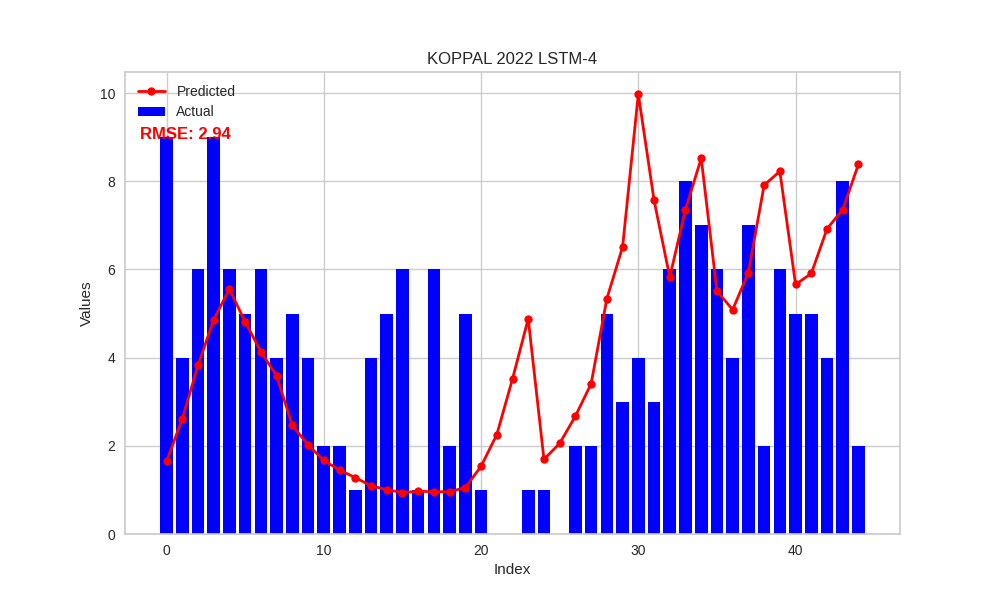 KOPPAL 2022 LSTM-4
Predicted
Actual
RMSE: 2.94
10
8
6
4
2
0
Values
0 10 20 30 40
Index